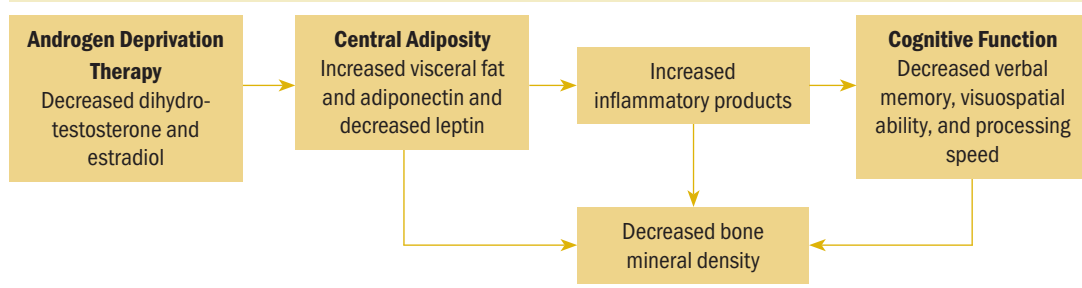 Androgen Deprivation
Therapy
Decreased dihydro-
testosterone and
estradiol
Central Adiposity
Increased visceral fat
and adiponectin and
decreased leptin
Increased
inflammatory products
Cognitive Function
Decreased verbal
memory, visuospatial
ability, and processing
speed
Decreased bone
mineral density